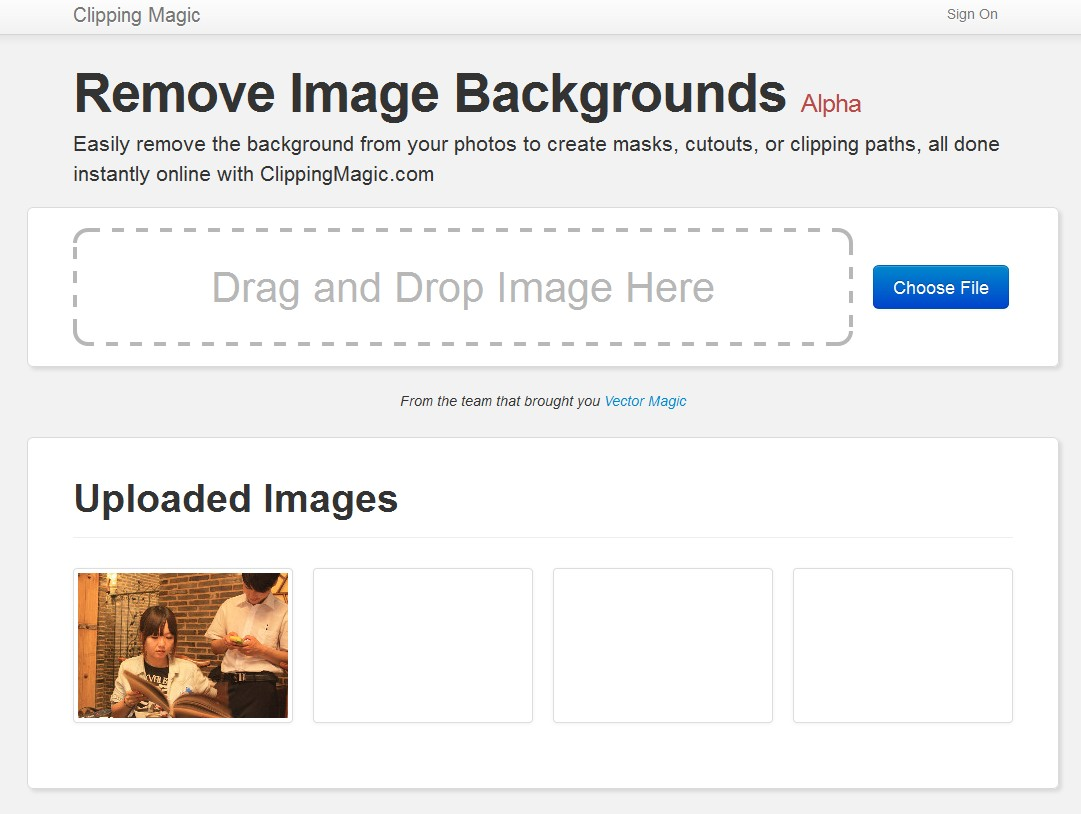 Clipping Magic
Sign On
Remove Image Backgrounds Alpha
Easily remove the background from your photos to create masks, cutouts, or clipping paths, all done
instantly online with ClippingMagic.com
Drag and Drop Image Here
Choose File
From the team that brought you Vector Magic
Uploaded Images